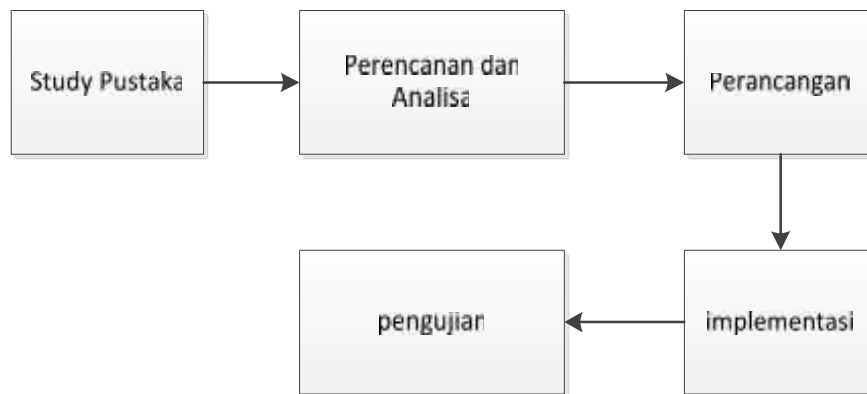 Study Pustaka
Perencanan dan
Analisa
Perancangan
implementasi
pengujian